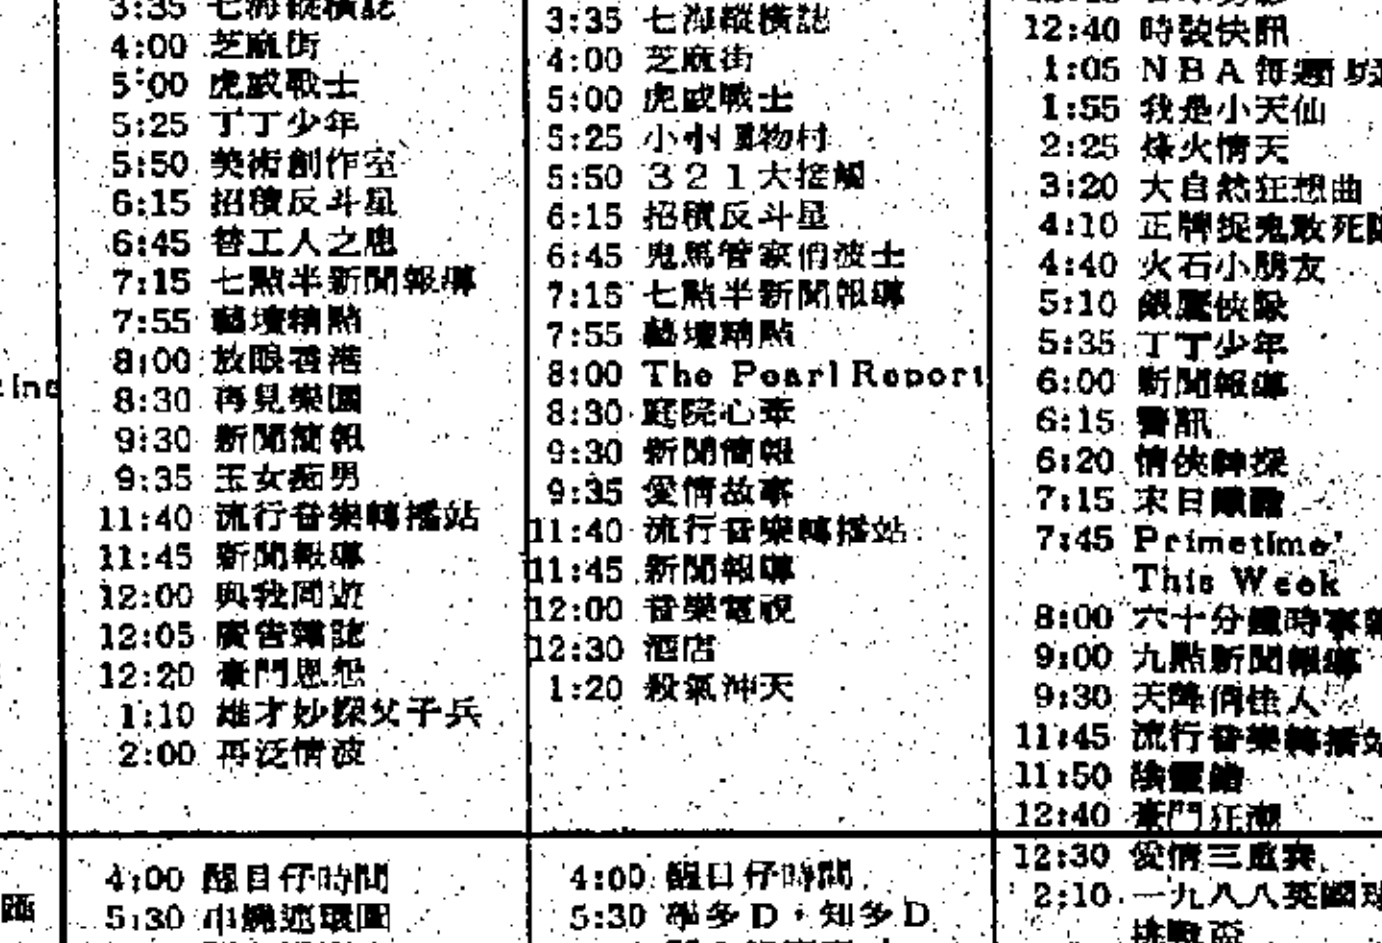 3:35 七海縱橫誌
4:00 芝麻街
5:00 虎威戰士
5:25 丁丁少年
5:50 美術創作室
6:15 招積反斗星
6:45 替工人之戀
7:15 七點半新聞報導
7:55 藝壇精點
8:00 放眼香港
8:30 再見樂園
9:30 新聞簡報
9:35 玉女痴男
11:40 流行音樂轉播站
11:45 新聞報導
12:00 與我同遊
12:05 廣告雜誌
12:20 豪門恩怨
1:10 雄才妙探父子兵
2:00 再泛情波
4:00 醒目仔時間
5:30
3:35 七海縱橫誌
4:00 芝麻街
5:00 虎威戰士
5:25 小小動物村
5:50 321大接觸
6:15 招積反斗星
6:45 鬼馬管家俏波士
7:15 七點半新聞報導
7:55 藝壇精點
8:00 The Pearl Report
8:30 庭院心牽
9:30 新聞簡報
9:35 愛情故事
11:40 流行音樂轉播站
11:45 新聞報導
12:00 音樂電視
12:30 酒店
1:20 殺氣沖天
4:00 醒目仔時間
5:30 知多D
12:40 時裝快訊
1:05 NBA每週
1:55 我是小天仙
2:25 烽火情天
3:20 大自然狂想曲
4:10 正牌捉鬼敢死隊
4:40 火石小朋友
5:10 銀鷹俠隊
5:35 丁丁少年
6:00 新聞報導
6:15 警訊
6:20 情俠神探
7:15 末日
7:45 Primetime'
This Week
8:00 六十分鐘時事
9:00 九點新聞報導
9:30 天降俏佳人
11:45 流行音樂轉播站
11:50 陰靈
12:40 豪門狂潮
12:30 愛情三重奏
2:10 一九八八英國
挑戰盃